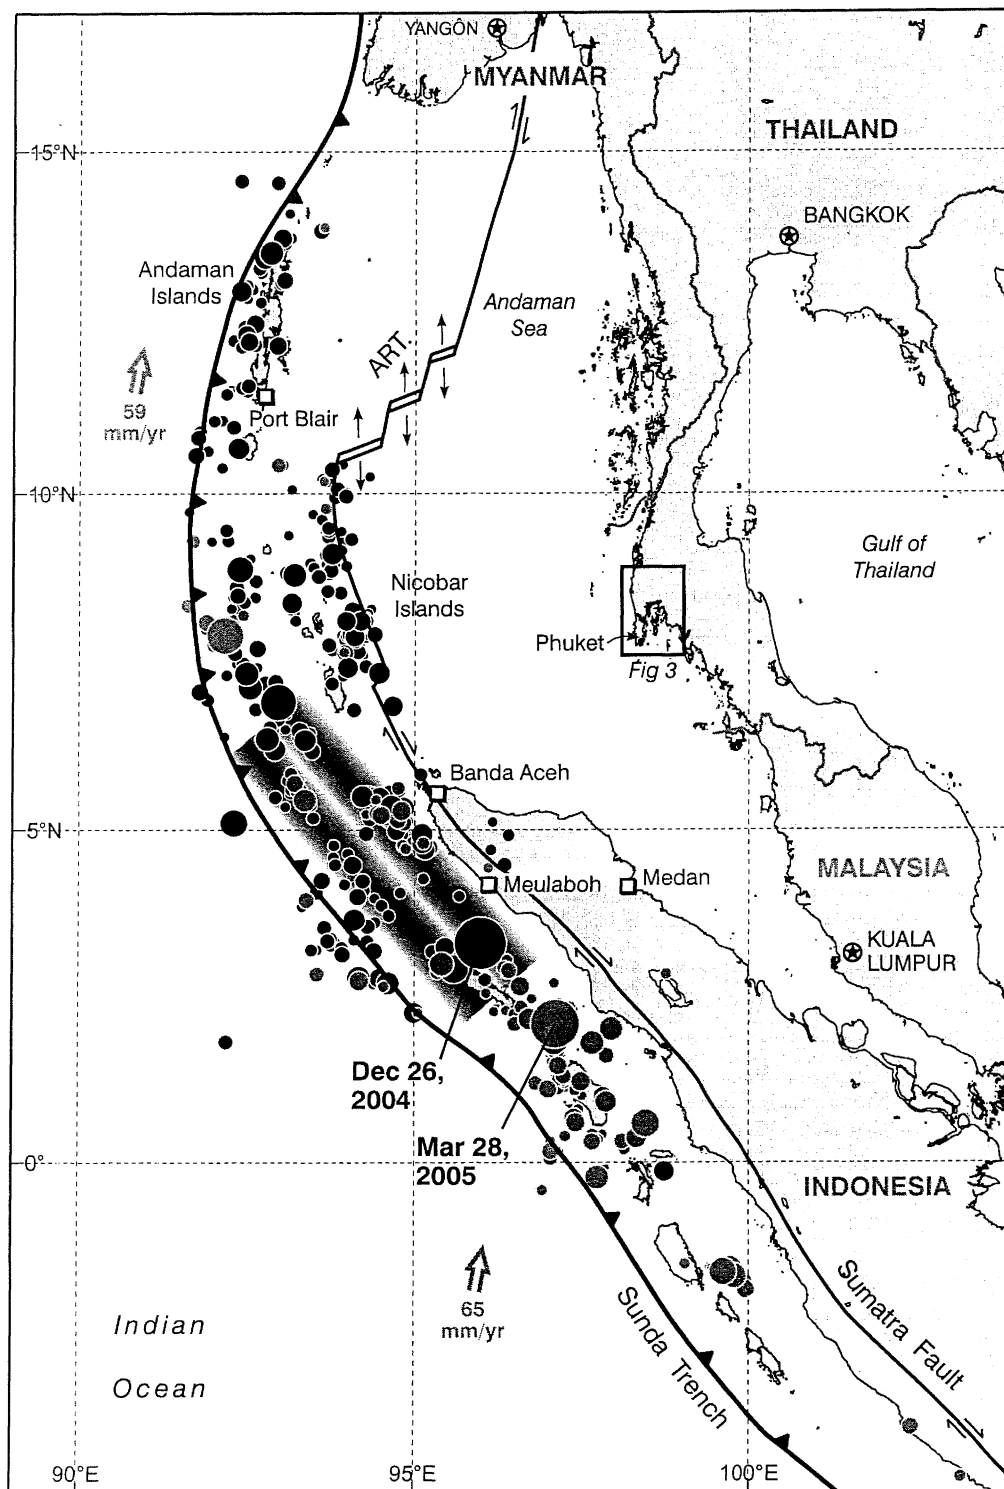 YANGÔN
MYANMAR
THAILAND
15°N
BANGKOK
Andaman
Islands
Andaman
Sea
ART.
59
mm/yr
Port Blair
10°N
Gulf of
Thailand
Nicobar
Islands
Phuket
Fig 3
Banda Aceh
5°N
MALAYSIA
Meulaboh
Medan
KUALA
LUMPUR
Dec 26,
2004
Mar 28,
2005
0°
INDONESIA
65
mm/yr
Sunda Trench
Sumatra Fault
Indian
Ocean
90°E
95°E
100°E